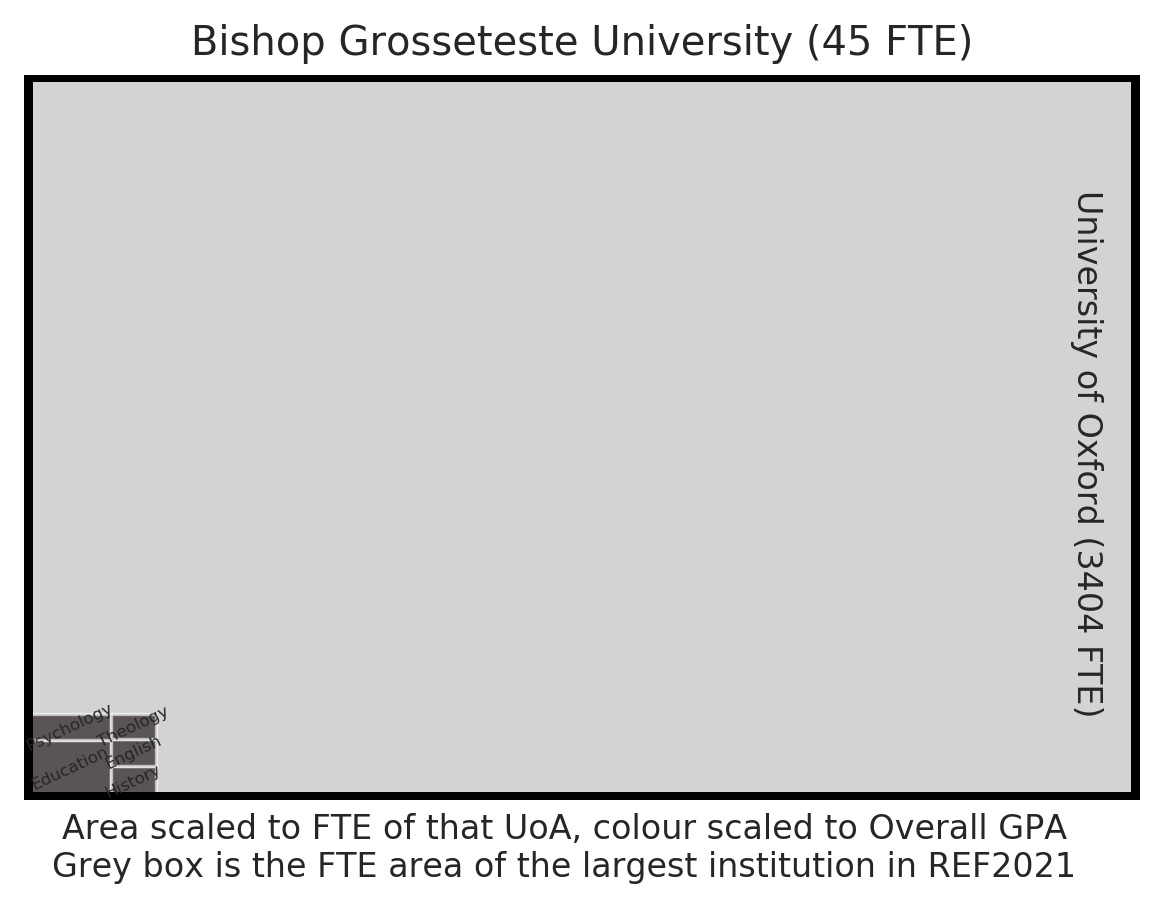 Bishop Grosseteste University (45 FTE)
University of Oxford (3404 FTE)
Psychology
Theology
Education
English
History
Area scaled to FTE of that UoA, colour scaled to Overall GPA
Grey box is the FTE area of the largest institution in REF2021